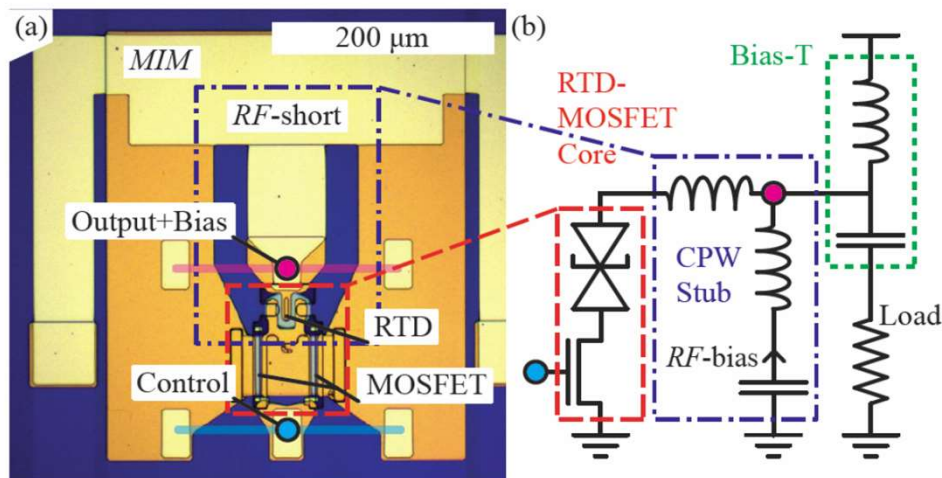 (a)
200 μm
MIM
RF-short
Output+Bias
RTD
Control
MOSFET
(b)
Bias-T
RTD-
MOSFET
Core
CPW
Stub
Load
RF-bias